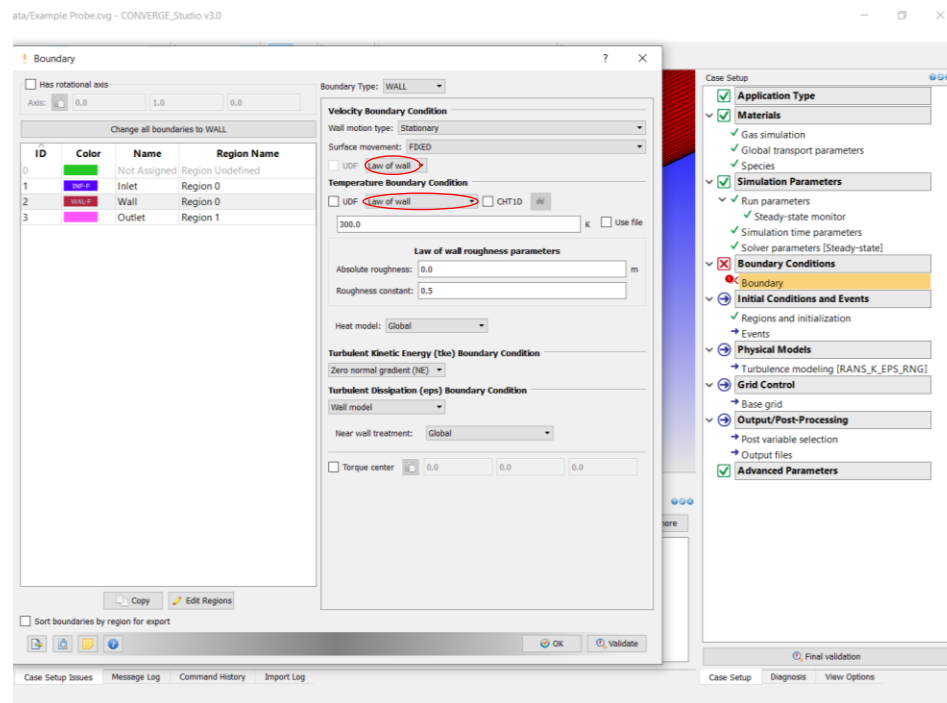 ata/Example Probe.cvg - CONVERGE_Studio v3.0
! Boundary
? X
Has rotational axis
Axis: 0.0 1.0 0.0
Change all boundaries to WALL
ID Color Name Region Name
0 Not Assigned Region Undefined
1 INP-F Inlet Region 0
2 WAL-F Wall Region 0
3 Outlet Region 1
Copy
Edit Regions
Sort boundaries by region for export
Boundary Type: WALL
Velocity Boundary Condition
Wall motion type: Stationary
Surface movement: FIXED
UDF Law of wall
Temperature Boundary Condition
UDF Law of wall CHT1D
300.0 K Use file
Law of wall roughness parameters
Absolute roughness: 0.0 m
Roughness constant: 0.5
Heat model: Global
Turbulent Kinetic Energy (tke) Boundary Condition
Zero normal gradient (NE)
Turbulent Dissipation (eps) Boundary Condition
Wall model
Near wall treatment: Global
Torque center 0.0 0.0 0.0
OK
Validate
ore
Case Setup
Application Type
Materials
Gas simulation
Global transport parameters
Species
Simulation Parameters
Run parameters
Steady-state monitor
Simulation time parameters
Solver parameters [Steady-state]
Boundary Conditions
Boundary
Initial Conditions and Events
Regions and initialization
Events
Physical Models
Turbulence modeling [RANS_K_EPS_RNG]
Grid Control
Base grid
Output/Post-Processing
Post variable selection
Output files
Advanced Parameters
Final validation
Case Setup Issues Message Log Command History Import Log
Case Setup Diagnosis View Options